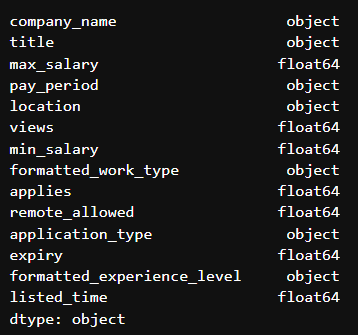 company_name object
title object
max_salary float64
pay_period object
location object
views float64
min_salary float64
formatted_work_type object
applies float64
remote_allowed float64
application_type object
expiry float64
formatted_experience_level object
listed_time float64
dtype: object